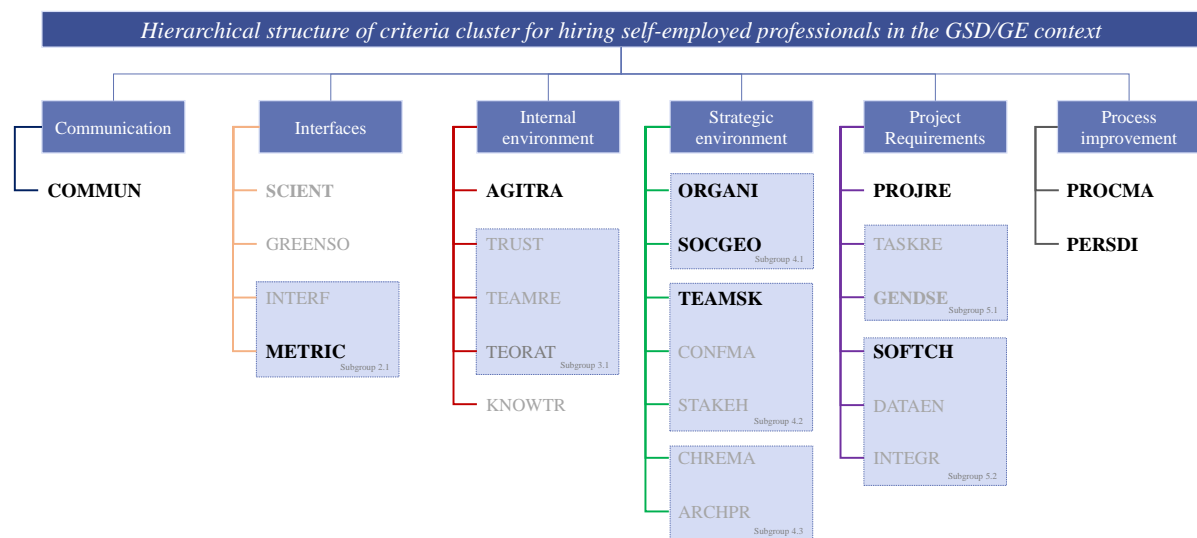 Hierarchical structure of criteria cluster for hiring self-employed professionals in the GSD/GE context
Communication
COMMUN
Interfaces
SCIENT
GREENSO
INTERF
METRIC
Subgroup 2.1
Internal
environment
AGITRA
TRUST
TEAMRE
TEORAT
Subgroup 3.1
KNOWTR
Strategic
environment
ORGANI
SOCGEO
Subgroup 4.1
TEAMSK
CONFMA
STAKEH
Subgroup 4.2
CHREMA
ARCHPR
Subgroup 4.3
Project
Requirements
PROJRE
TASKRE
GENDSE
Subgroup 5.1
SOFTCH
DATAEN
INTEGR
Subgroup 5.2
Process
improvement
PROCMA
PERSDI